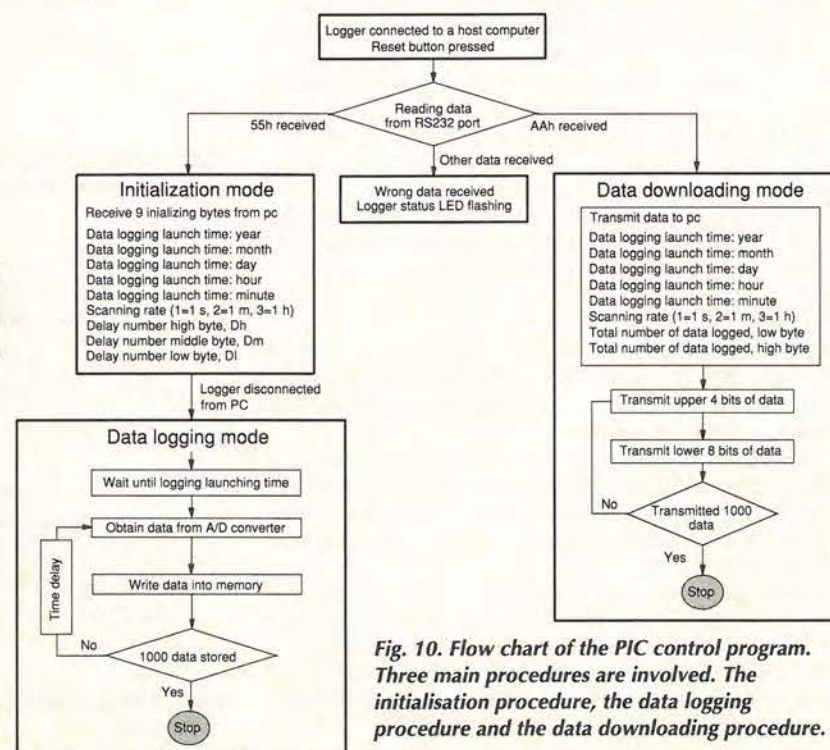 Logger connected to a host computer
Reset button pressed
Reading data
from RS232 port
55h received
AAh received
Other data received
Wrong data received
Logger status LED flashing
Initialization mode
Receive 9 inializing bytes from pc
Data logging launch time: year
Data logging launch time: month
Data logging launch time: day
Data logging launch time: hour
Data logging launch time: minute
Scanning rate (1=1 s, 2=1 m, 3=1 h)
Delay number high byte, Dh
Delay number middle byte, Dm
Delay number low byte, Dl
Logger disconnected
from PC
Data logging mode
Wait until logging launching time
Obtain data from A/D converter
Time delay
Write data into memory
No
1000 data stored
Yes
Stop
Data downloading mode
Transmit data to pc
Data logging launch time: year
Data logging launch time: month
Data logging launch time: day
Data logging launch time: hour
Data logging launch time: minute
Scanning rate (1=1 s, 2=1 m, 3=1 h)
Total number of data logged, low byte
Total number of data logged, high byte
Transmit upper 4 bits of data
Transmit lower 8 bits of data
No
Transmitted 1000
data
Yes
Stop
Fig. 10. Flow chart of the PIC control program.
Three main procedures are involved. The
initialisation procedure, the data logging
procedure and the data downloading procedure.